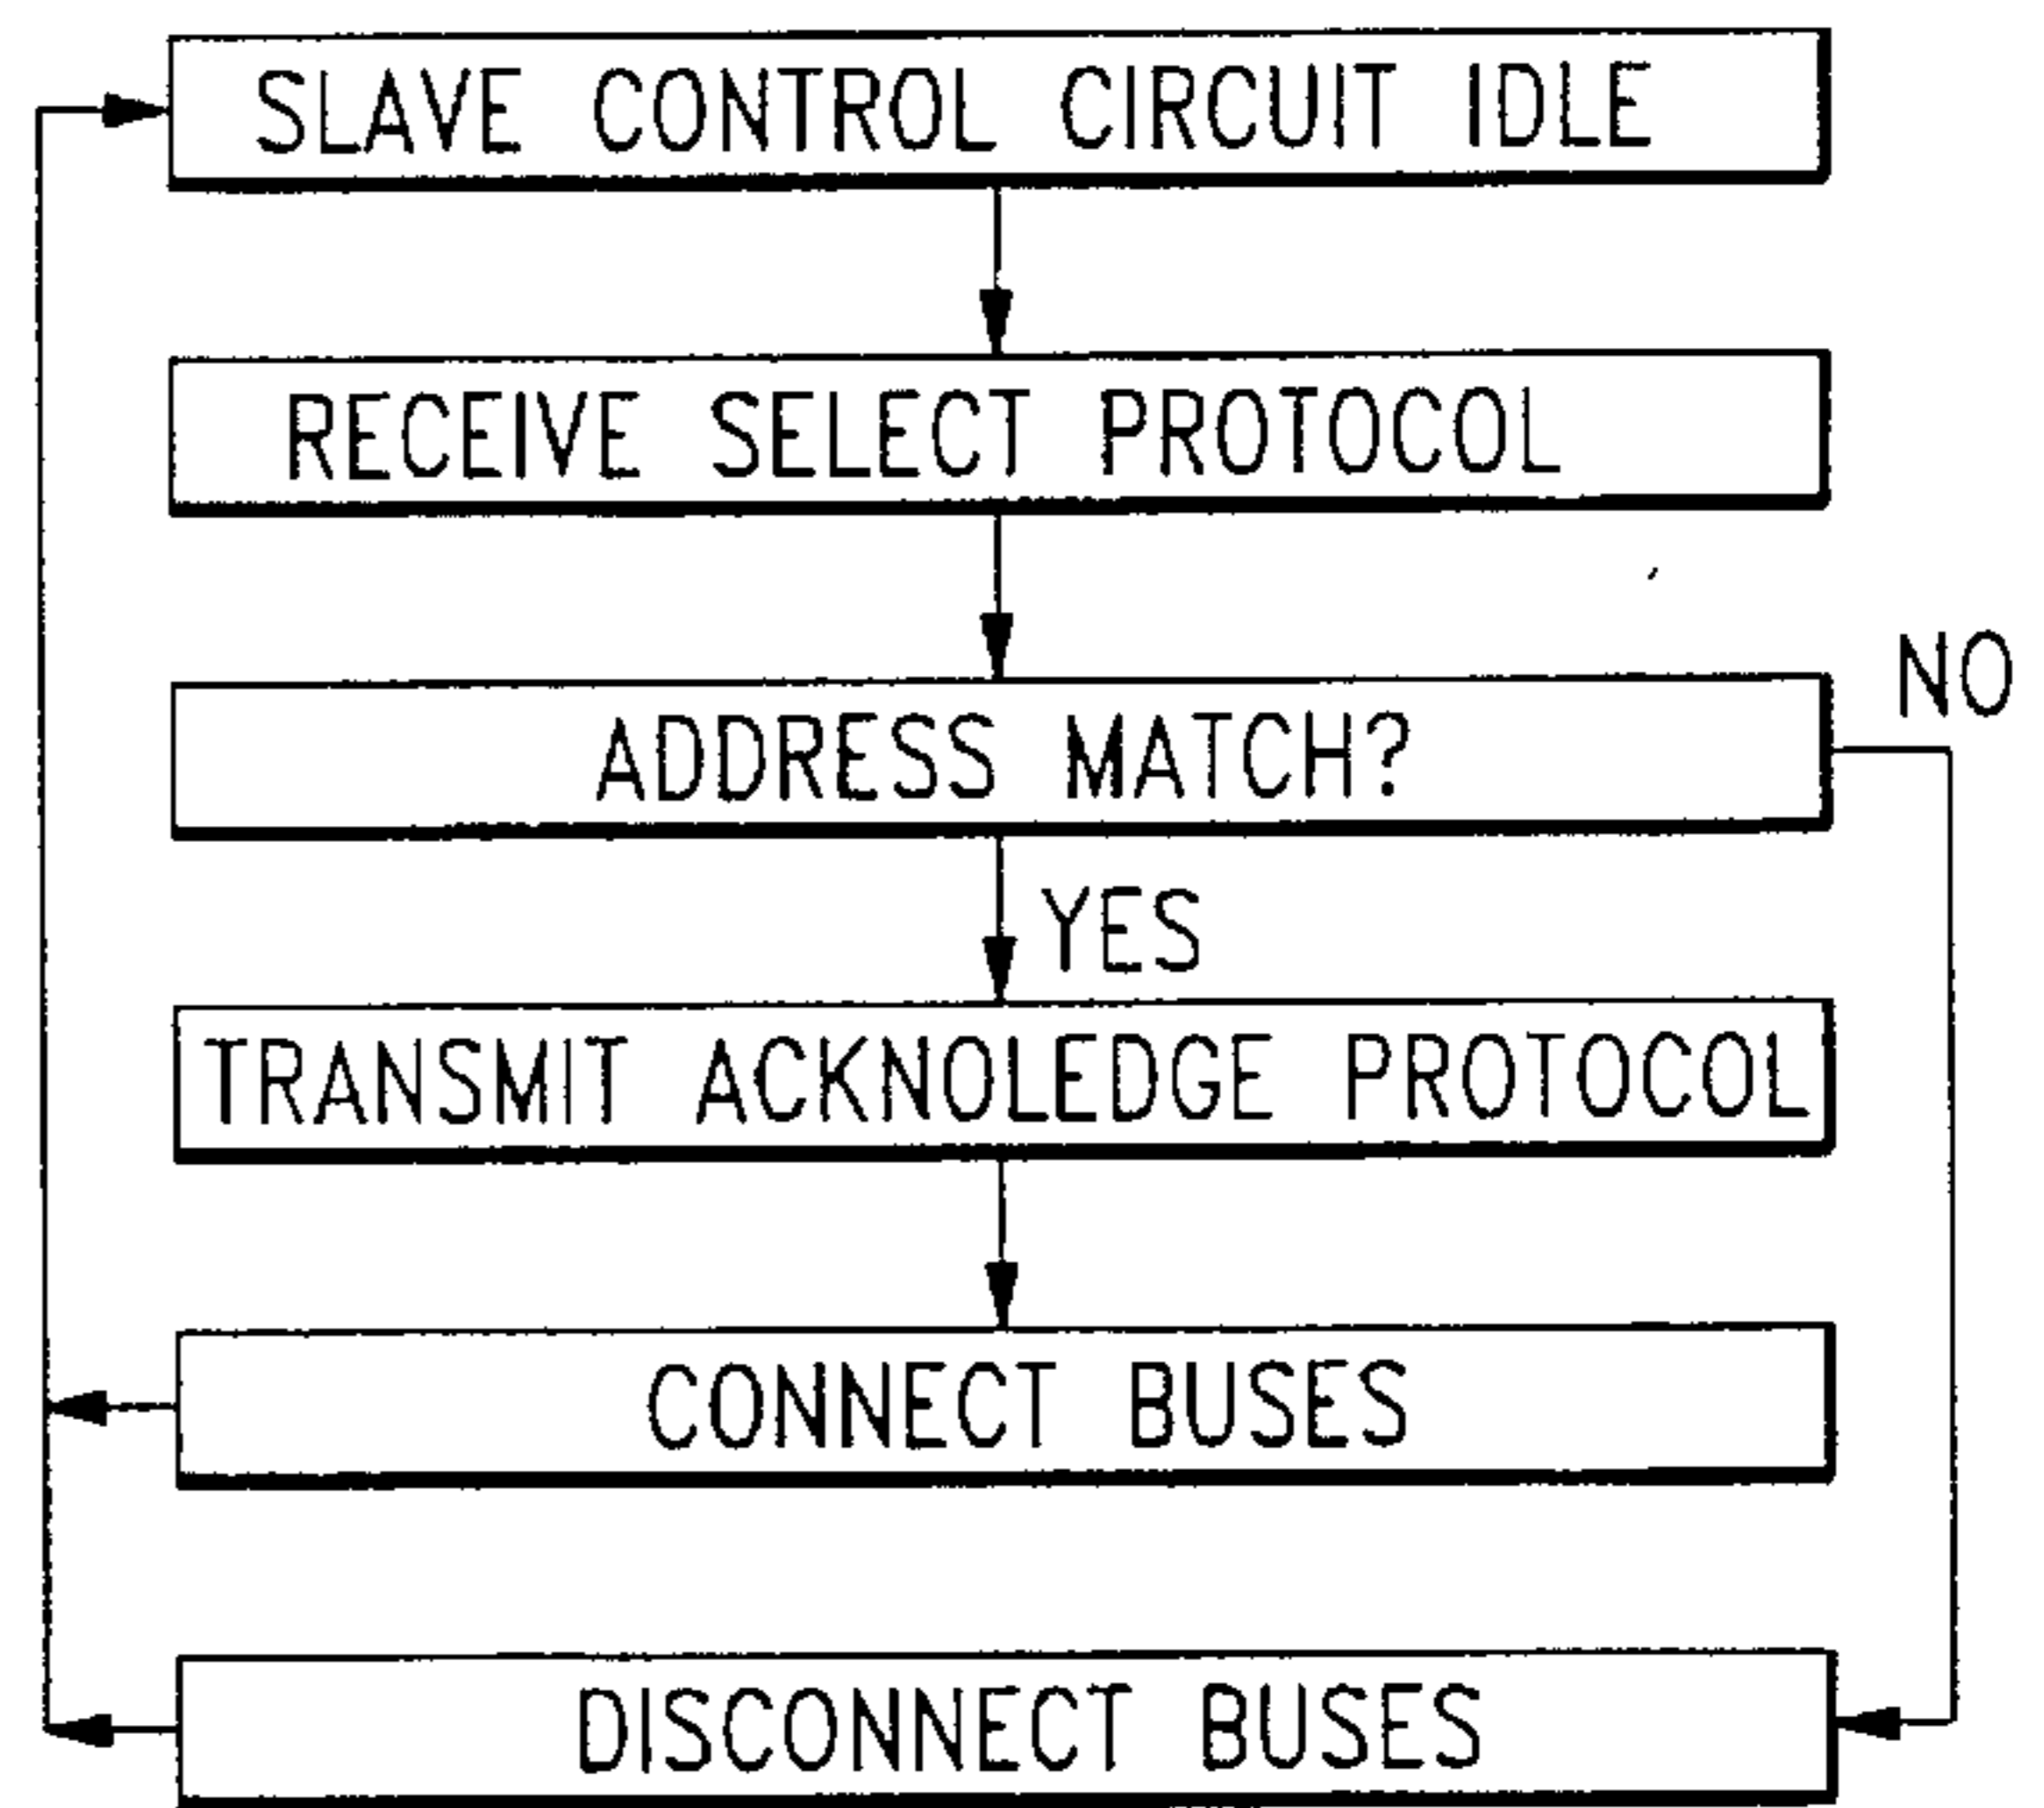 SLAVE CONTROL CIRCUIT IDLE
RECEIVE SELECT PROTOCOL
NO
ADDRESS MATCH?
YES
TRANSMIT ACKNOLEDGE PROTOCOL
CONNECT BUSES
DISCONNECT BUSES